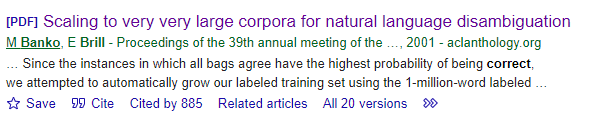 [PDF] Scaling to very very large corpora for natural language disambiguation
M Banko, E Brill - Proceedings of the 39th annual meeting of the …, 2001 - aclanthology.org
… Since the instances in which all bags agree have the highest probability of being correct,
we attempted to automatically grow our labeled training set using the 1-million-word labeled …
Save Cite Cited by 885 Related articles All 20 versions